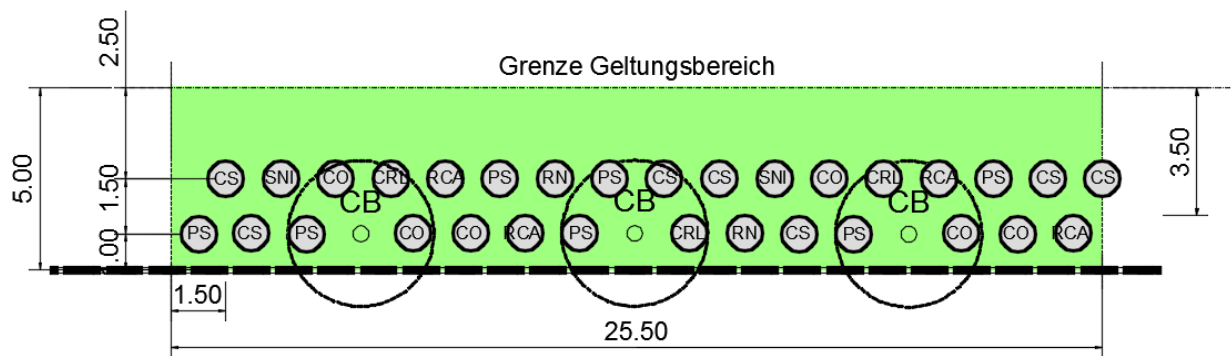 2.50
Grenze Geltungsbereich
5.00
3.50
1.50
CS SNI CO CRL RCA PS RN PS CS CS SNI CO CRL RCA PS CS CS
CB CB CB
.00
PS CS PS CO CO RCA PS CRL RN CS PS CO CO RCA
1.50
25.50